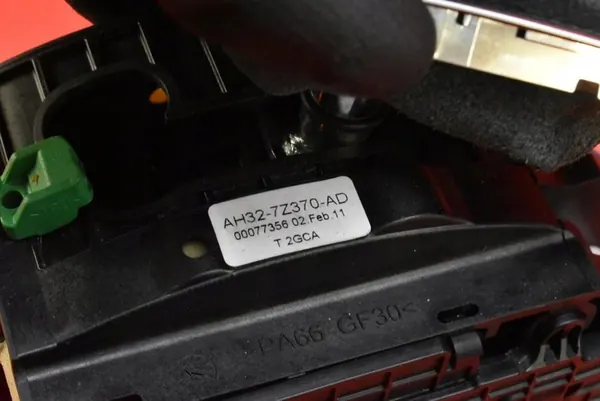 AH32-7Z370-AD
00077356 02 Feb.11
T 2GCA
>PA66 GF30<